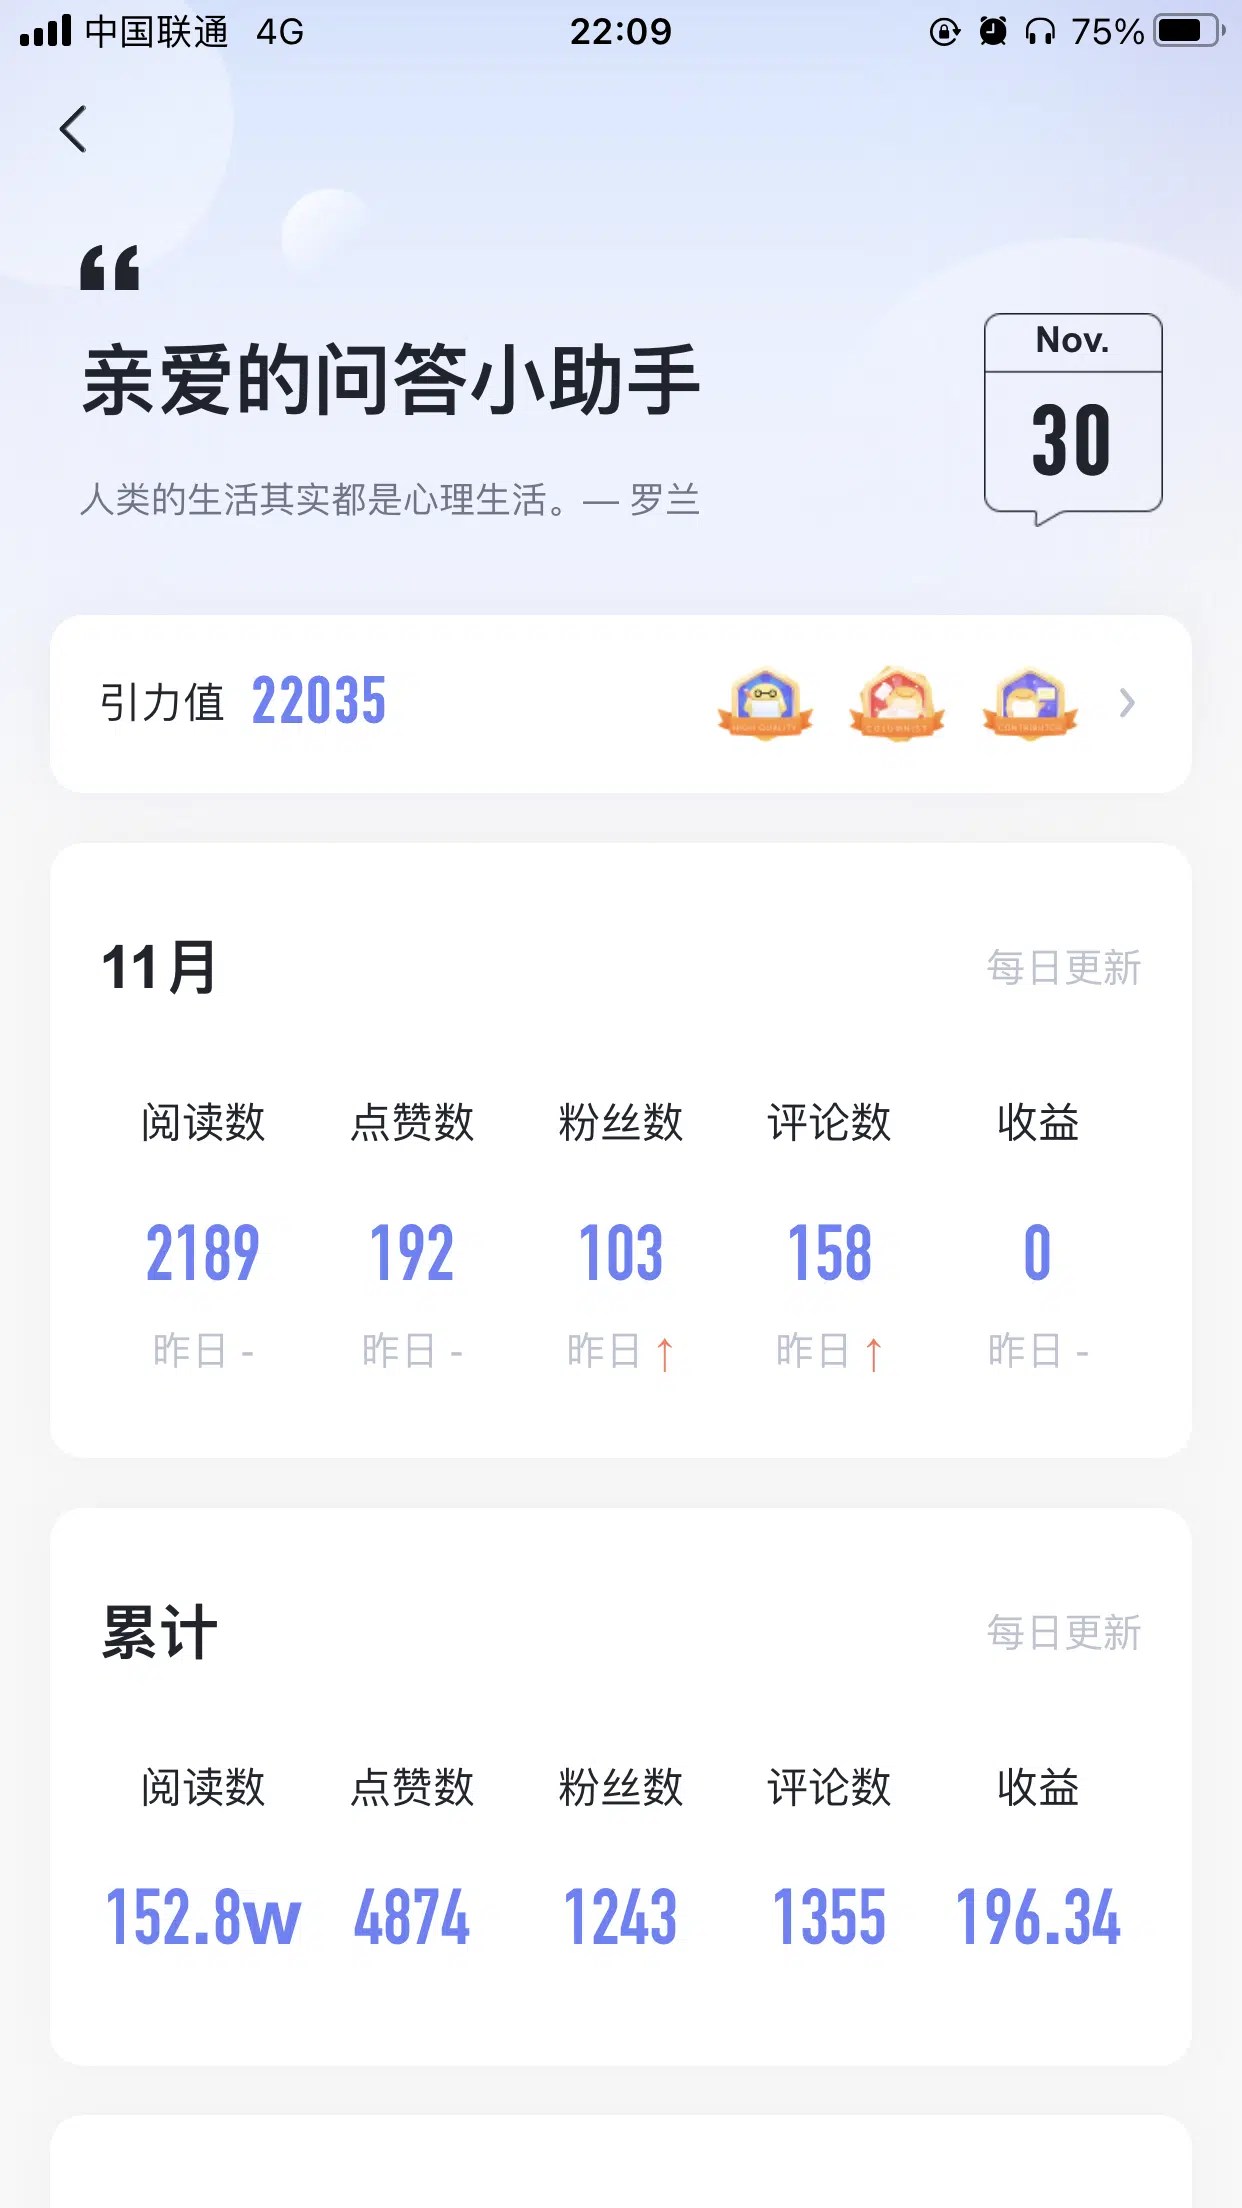 中国联通 4G 22:09 75%
亲爱的问答小助手
Nov.
30
人类的生活其实都是心理生活。— 罗兰
引力值 22035
HIGH QUALITY COLUMNIST CONTRIBUTOR
11月 每日更新
阅读数 点赞数 粉丝数 评论数 收益
2189 192 103 158 0
昨日 - 昨日 - 昨日 ↑ 昨日 ↑ 昨日 -
累计 每日更新
阅读数 点赞数 粉丝数 评论数 收益
152.8w 4874 1243 1355 196.34